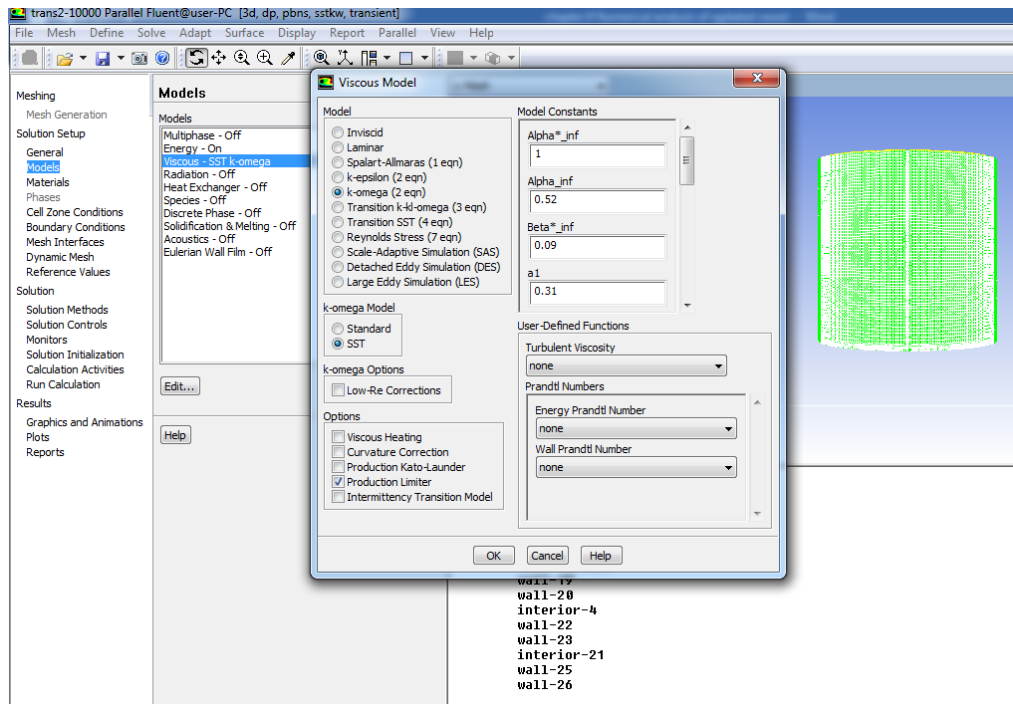 trans2-10000 Parallel Fluent@user-PC [3d, dp, pbns, sstkw, transient]
File Mesh Define Solve Adapt Surface Display Report Parallel View Help
Meshing
Mesh Generation
Solution Setup
General
Models
Materials
Phases
Cell Zone Conditions
Boundary Conditions
Mesh Interfaces
Dynamic Mesh
Reference Values
Solution
Solution Methods
Solution Controls
Monitors
Solution Initialization
Calculation Activities
Run Calculation
Results
Graphics and Animations
Plots
Reports
Models
Models
Multiphase - Off
Energy - On
Viscous - SST k-omega
Radiation - Off
Heat Exchanger - Off
Species - Off
Discrete Phase - Off
Solidification & Melting - Off
Acoustics - Off
Eulerian Wall Film - Off
Edit...
Help
Viscous Model
Model
Inviscid
Laminar
Spalart-Allmaras (1 eqn)
k-epsilon (2 eqn)
k-omega (2 eqn)
Transition k-kl-omega (3 eqn)
Transition SST (4 eqn)
Reynolds Stress (7 eqn)
Scale-Adaptive Simulation (SAS)
Detached Eddy Simulation (DES)
Large Eddy Simulation (LES)
k-omega Model
Standard
SST
k-omega Options
Low-Re Corrections
Options
Viscous Heating
Curvature Correction
Production Kato-Launder
Production Limiter
Intermittency Transition Model
Model Constants
Alpha*_inf
1
Alpha_inf
0.52
Beta*_inf
0.09
a1
0.31
User-Defined Functions
Turbulent Viscosity
none
Prandtl Numbers
Energy Prandtl Number
none
Wall Prandtl Number
none
OK Cancel Help
wall-19
wall-20
interior-4
wall-22
wall-23
interior-21
wall-25
wall-26